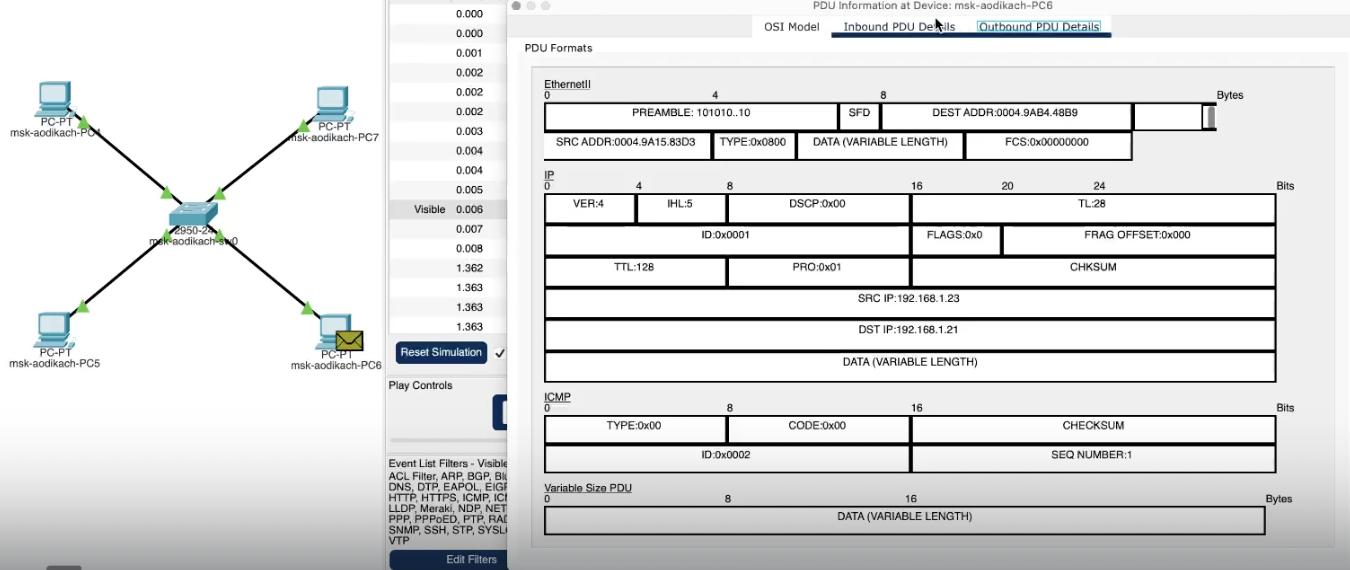 PDU Information at Device: msk-aodikach-PC6
OSI Model Inbound PDU Details Outbound PDU Details
PDU Formats
EthernetII
0 4 8 Bytes
PREAMBLE: 101010..10 SFD DEST ADDR:0004.9AB4.48B9
SRC ADDR:0004.9A15.83D3 TYPE:0x0800 DATA (VARIABLE LENGTH) FCS:0x00000000
IP
0 4 8 16 20 24 Bits
VER:4 IHL:5 DSCP:0x00 TL:28
ID:0x0001 FLAGS:0x0 FRAG OFFSET:0x000
TTL:128 PRO:0x01 CHKSUM
SRC IP:192.168.1.23
DST IP:192.168.1.21
DATA (VARIABLE LENGTH)
ICMP
0 8 16 Bits
TYPE:0x00 CODE:0x00 CHECKSUM
ID:0x0002 SEQ NUMBER:1
Variable Size PDU
0 8 16 Bytes
DATA (VARIABLE LENGTH)
PC-PT
msk-aodikach-PC4
PC-PT
msk-aodikach-PC7
2950-24
msk-aodikach-sw0
PC-PT
msk-aodikach-PC5
PC-PT
msk-aodikach-PC6
0.000
0.000
0.001
0.002
0.002
0.002
0.003
0.004
0.004
0.005
Visible 0.006
0.007
0.008
1.362
1.363
1.363
1.363
Reset Simulation
Play Controls
Event List Filters - Visible
ACL Filter, ARP, BGP, Blu
DNS, DTP, EAPOL, EIG
HTTP, HTTPS, ICMP, IC
LLDP, Meraki, NDP, NET
PPP, PPPoED, PTP, RAD
SNMP, SSH, STP, SYSL
VTP
Edit Filters